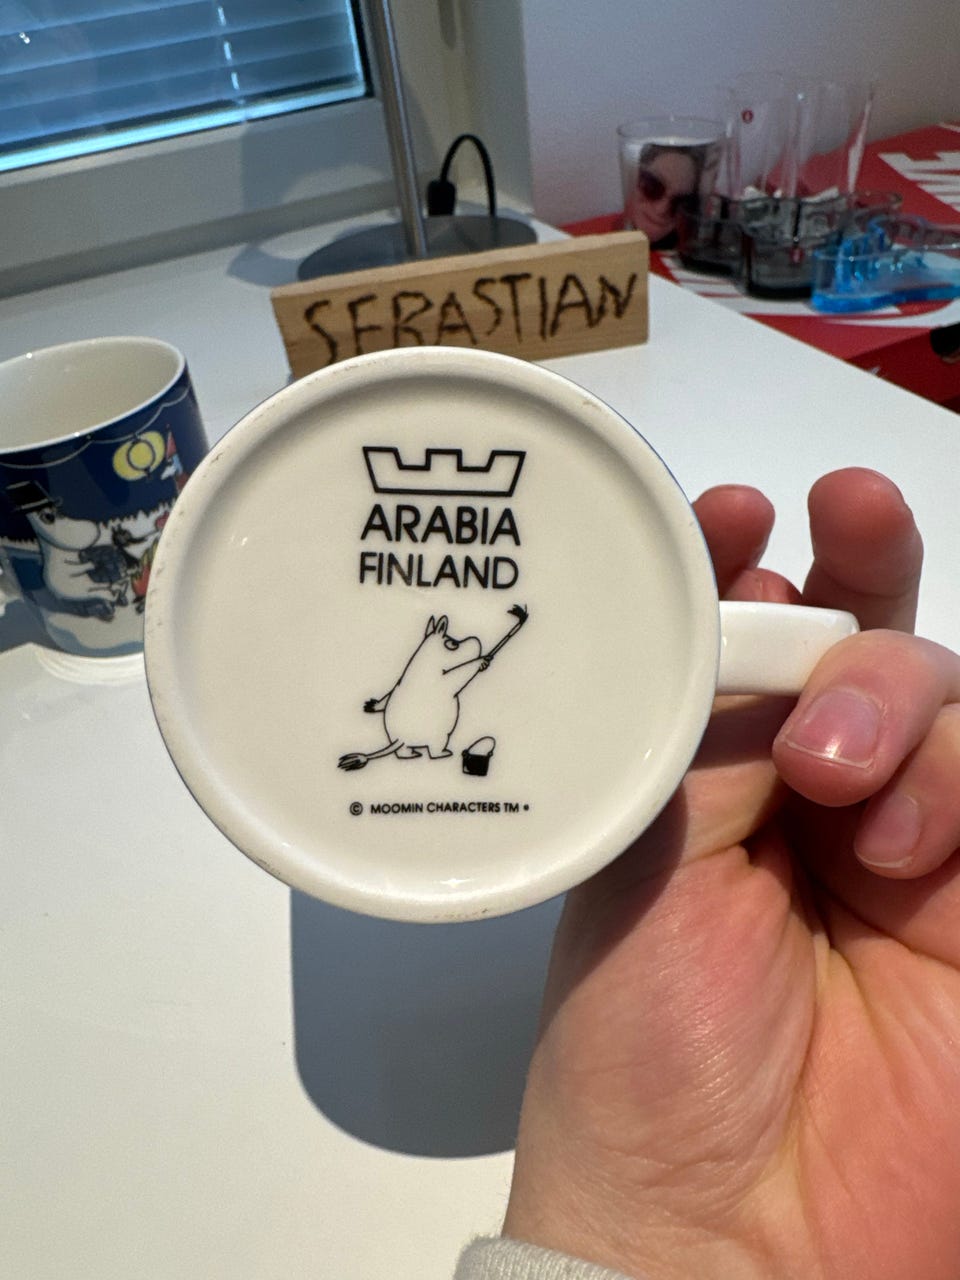 SEBASTIAN
ARABIA
FINLAND
© MOOMIN CHARACTERS TM